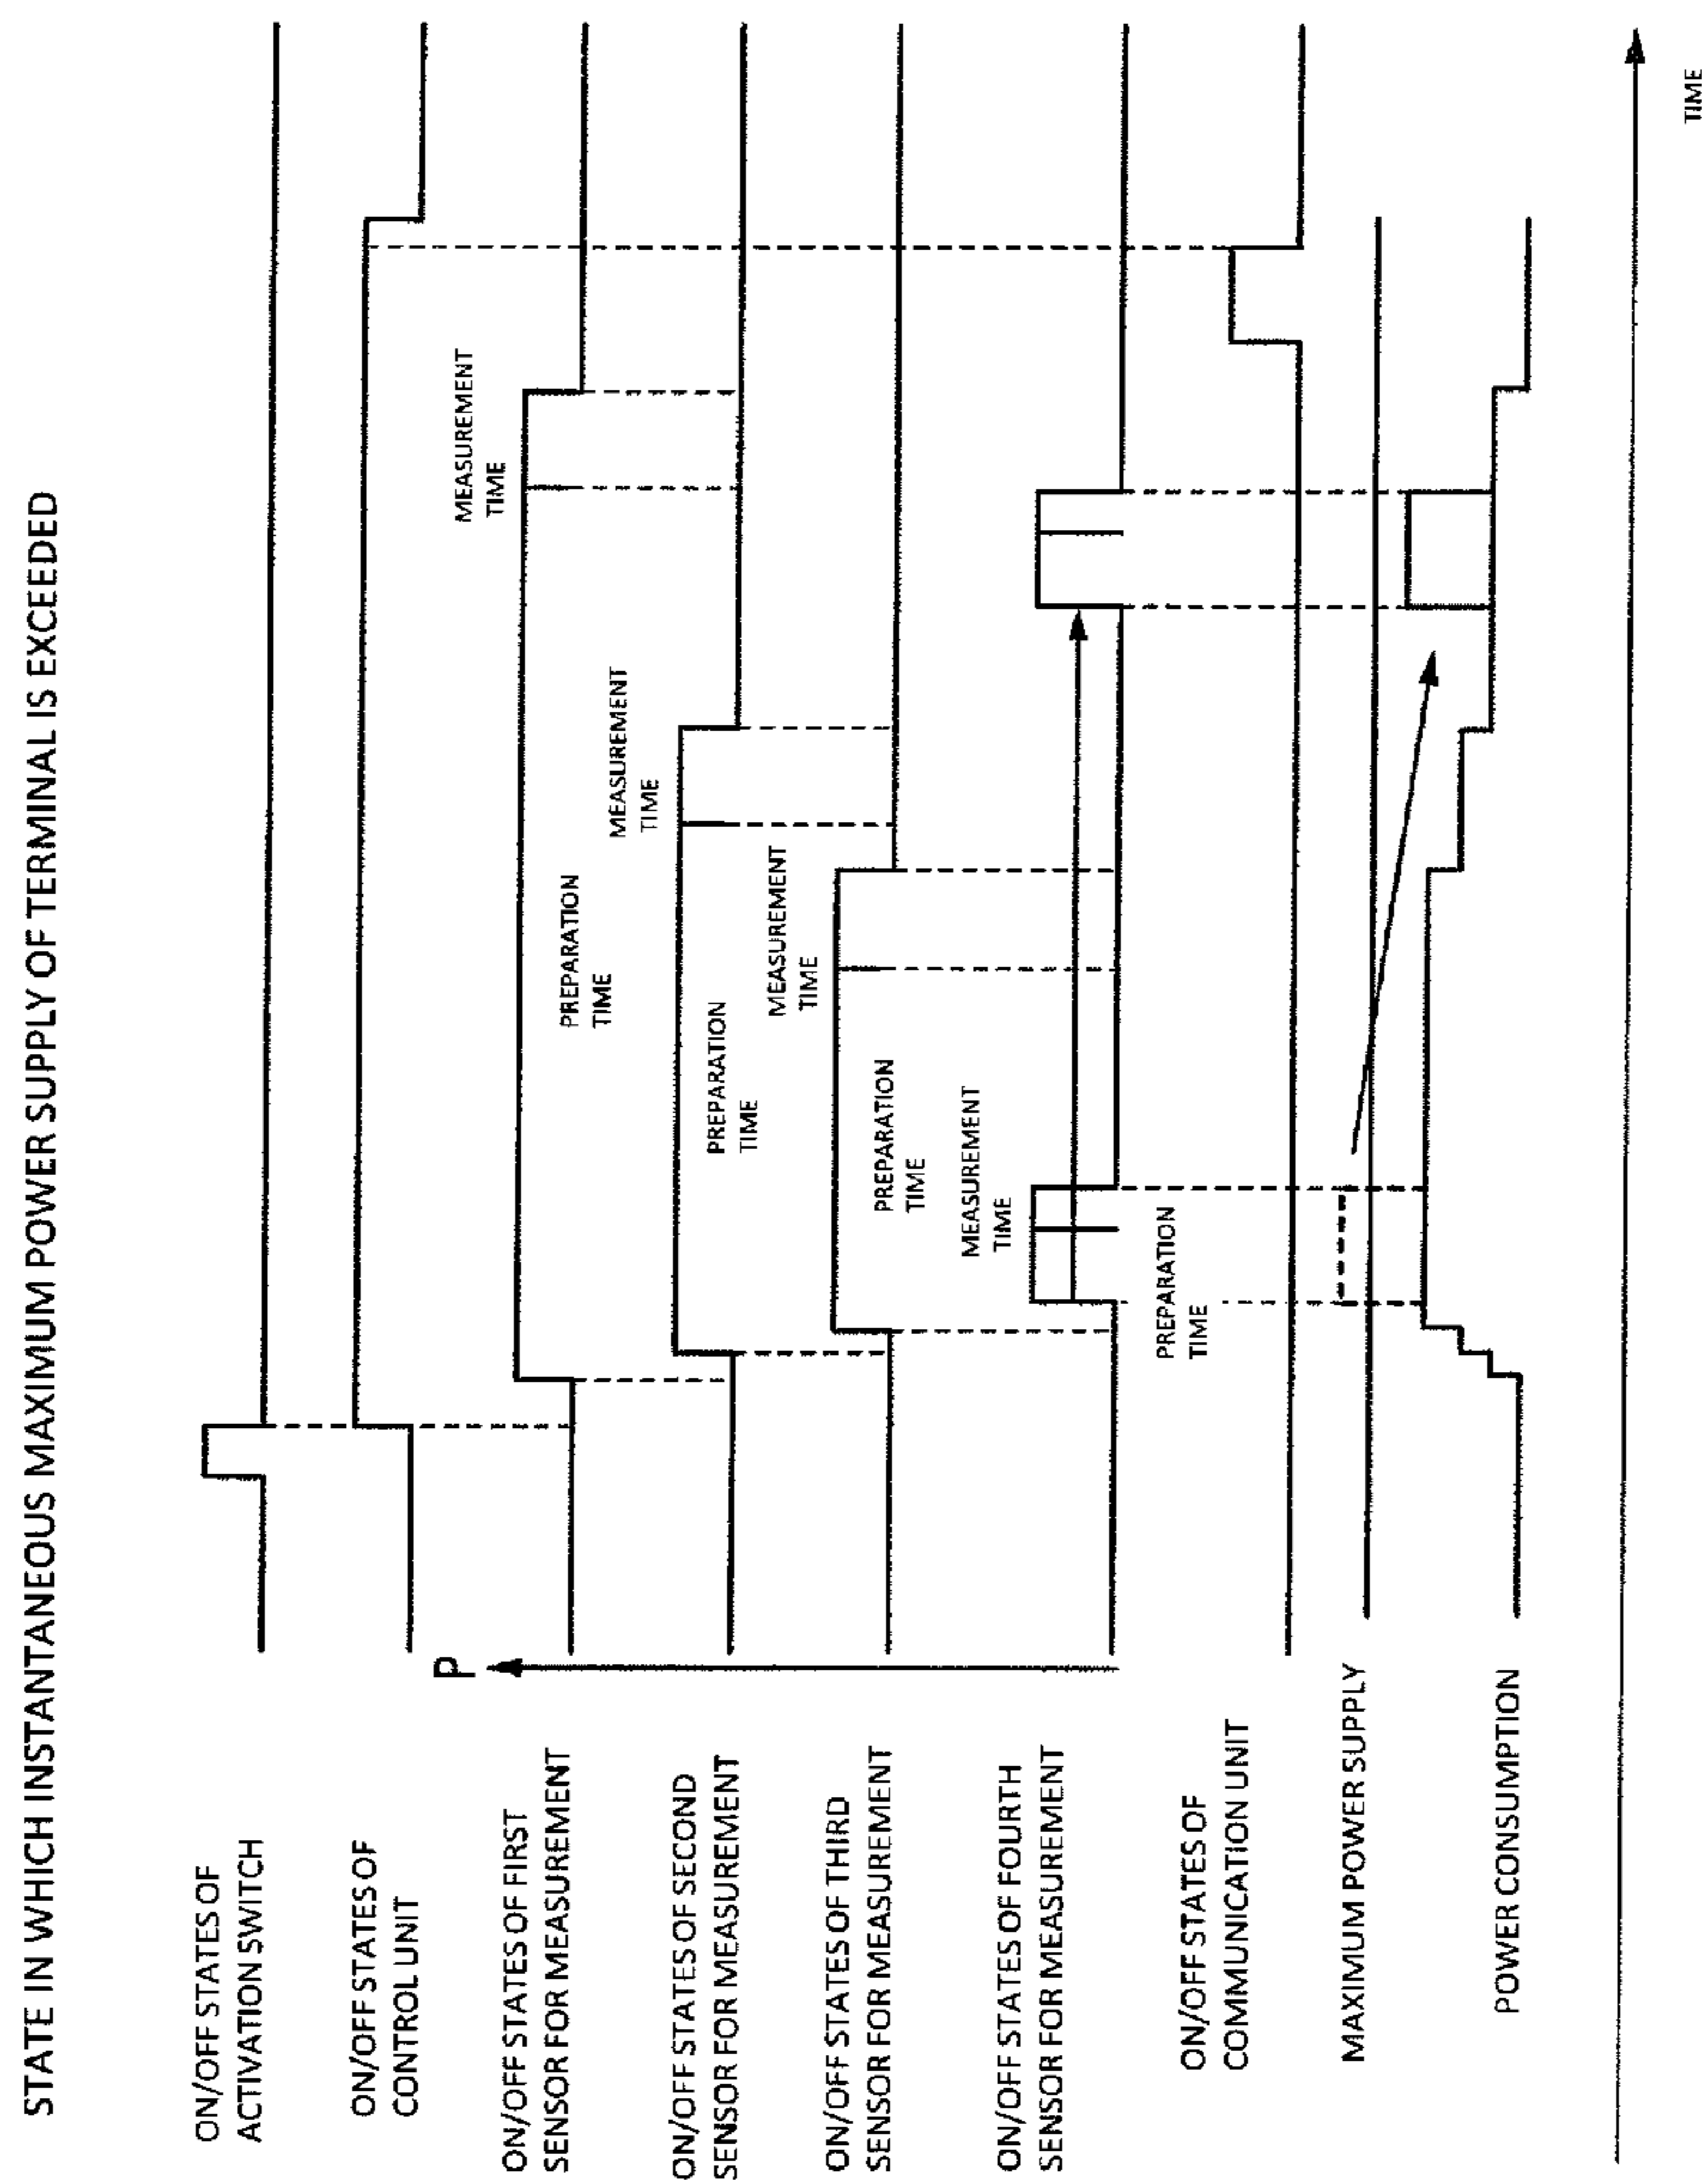 STATE IN WHICH INSTANTANEOUS MAXIMUM POWER SUPPLY OF TERMINAL IS EXCEEDED
ON/OFF STATES OF
ACTIVATION SWITCH
ON/OFF STATES OF
CONTROL UNIT
P
ON/OFF STATES OF FIRST
SENSOR FOR MEASUREMENT
MEASUREMENT
TIME
PREPARATION
TIME
ON/OFF STATES OF SECOND
SENSOR FOR MEASUREMENT
MEASUREMENT
TIME
PREPARATION
TIME
ON/OFF STATES OF THIRD
SENSOR FOR MEASUREMENT
MEASUREMENT
TIME
PREPARATION
TIME
ON/OFF STATES OF FOURTH
SENSOR FOR MEASUREMENT
MEASUREMENT
TIME
PREPARATION
TIME
ON/OFF STATES OF
COMMUNICATION UNIT
MAXIMUM POWER SUPPLY
POWER CONSUMPTION
TIME